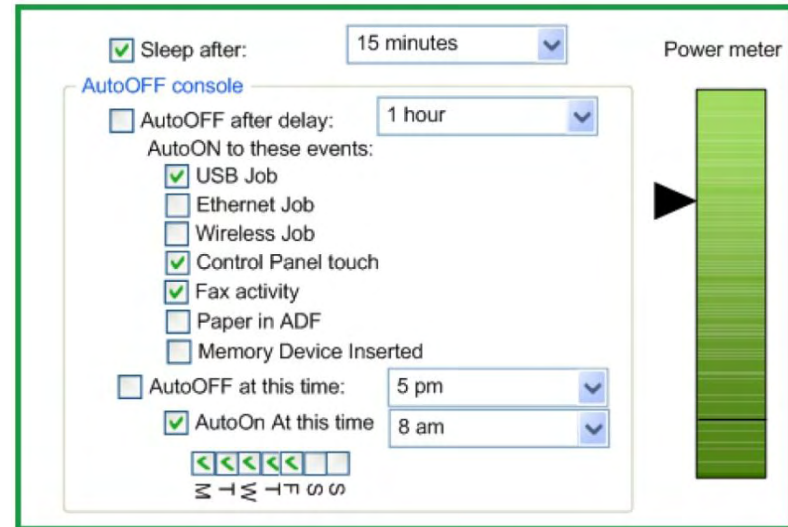 Sleep after: 15 minutes Power meter
AutoOFF console
AutoOFF after delay: 1 hour
AutoON to these events:
USB Job
Ethernet Job
Wireless Job
Control Panel touch
Fax activity
Paper in ADF
Memory Device Inserted
AutoOFF at this time: 5 pm
AutoOn At this time 8 am
M T W T F S S